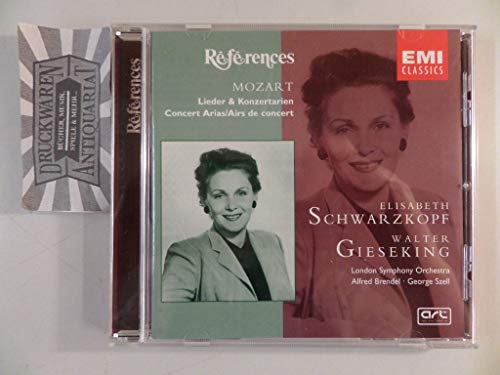 DRUCKWAREN
BÜCHER, MUSIK,
SPIELE & MEHR...
ANTIQUARIAT
Références
Références
EMI
CLASSICS
MOZART
Lieder & Konzertarien
Concert Arias/Airs de concert
ELISABETH
SCHWARZKOPF
WALTER
GIESEKING
London Symphony Orchestra
Alfred Brendel · George Szell
art